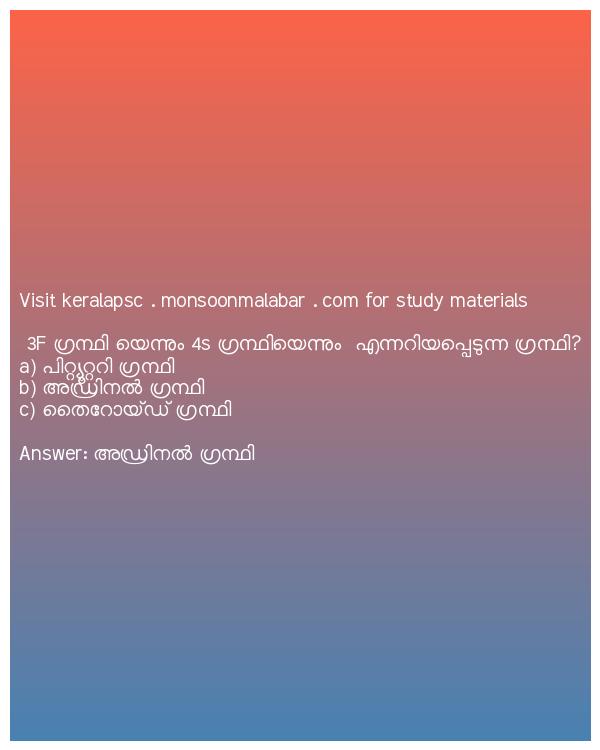 Visit keralapsc . monsoonmalabar . com for study materials
3F ഗ്രന്ഥി യെന്നും 4s ഗ്രന്ഥിയെന്നും എന്നറിയപ്പെടുന്ന ഗ്രന്ഥി?
a) പിറ്റ്യൂറ്ററി ഗ്രന്ഥി
b) അഡ്രിനൽ ഗ്രന്ഥി
c) തൈറോയ്ഡ് ഗ്രന്ഥി
Answer: അഡ്രിനൽ ഗ്രന്ഥി